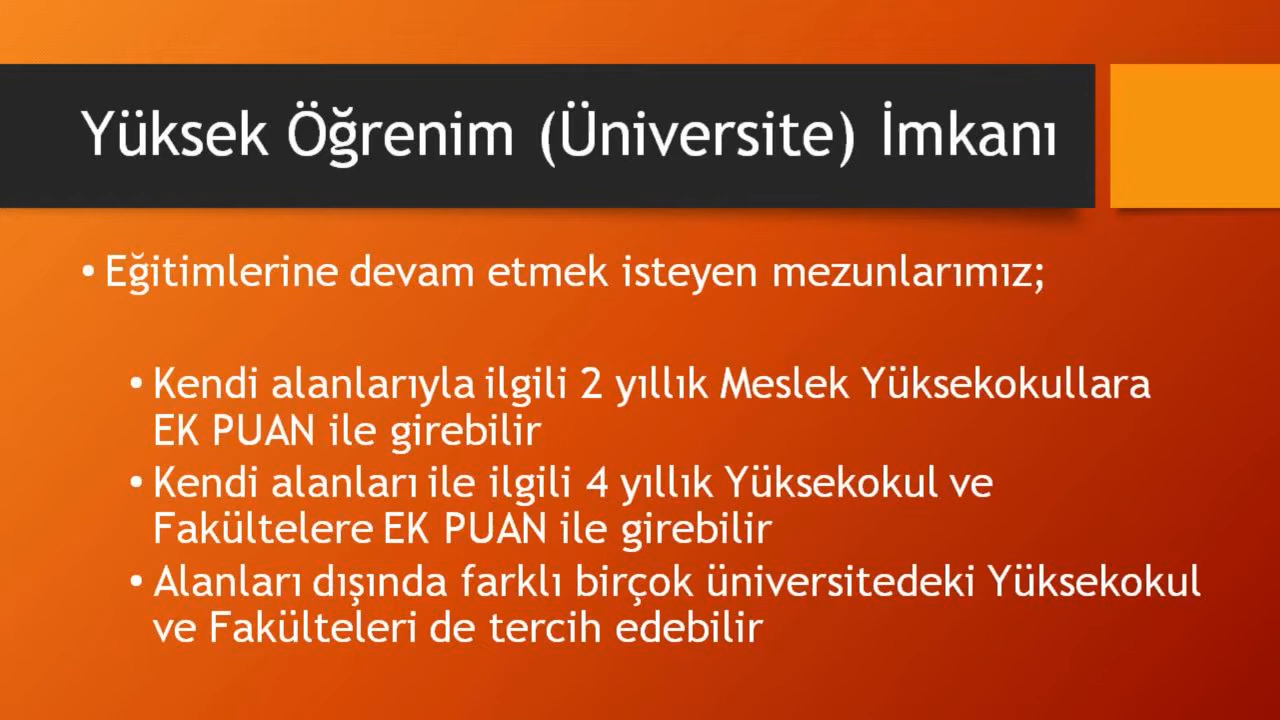 Yüksek Öğrenim (Üniversite) İmkanı
• Eğitimlerine devam etmek isteyen mezunlarımız;
• Kendi alanlarıyla ilgili 2 yıllık Meslek Yüksekokullara
EK PUAN ile girebilir
• Kendi alanları ile ilgili 4 yıllık Yüksekokul ve
Fakültelere EK PUAN ile girebilir
• Alanları dışında farklı birçok üniversitedeki Yüksekokul
ve Fakülteleri de tercih edebilir